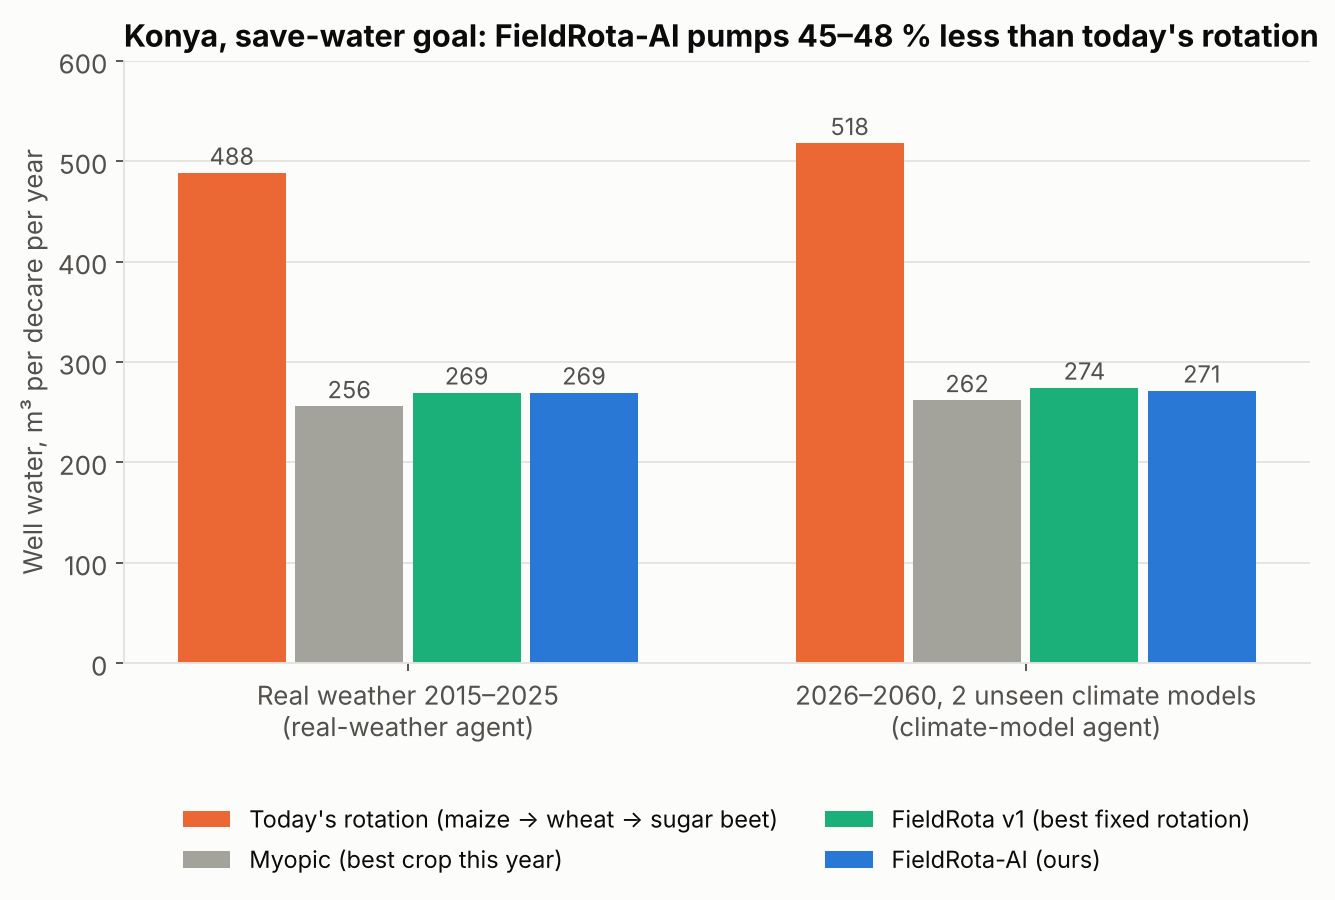 Konya, save-water goal: FieldRota-AI pumps 45–48 % less than today's rotation
Well water, m³ per decare per year
600
500
400
300
200
100
0
488
256
269
269
518
262
274
271
Real weather 2015–2025
(real-weather agent)
2026–2060, 2 unseen climate models
(climate-model agent)
Today's rotation (maize → wheat → sugar beet)
Myopic (best crop this year)
FieldRota v1 (best fixed rotation)
FieldRota-AI (ours)